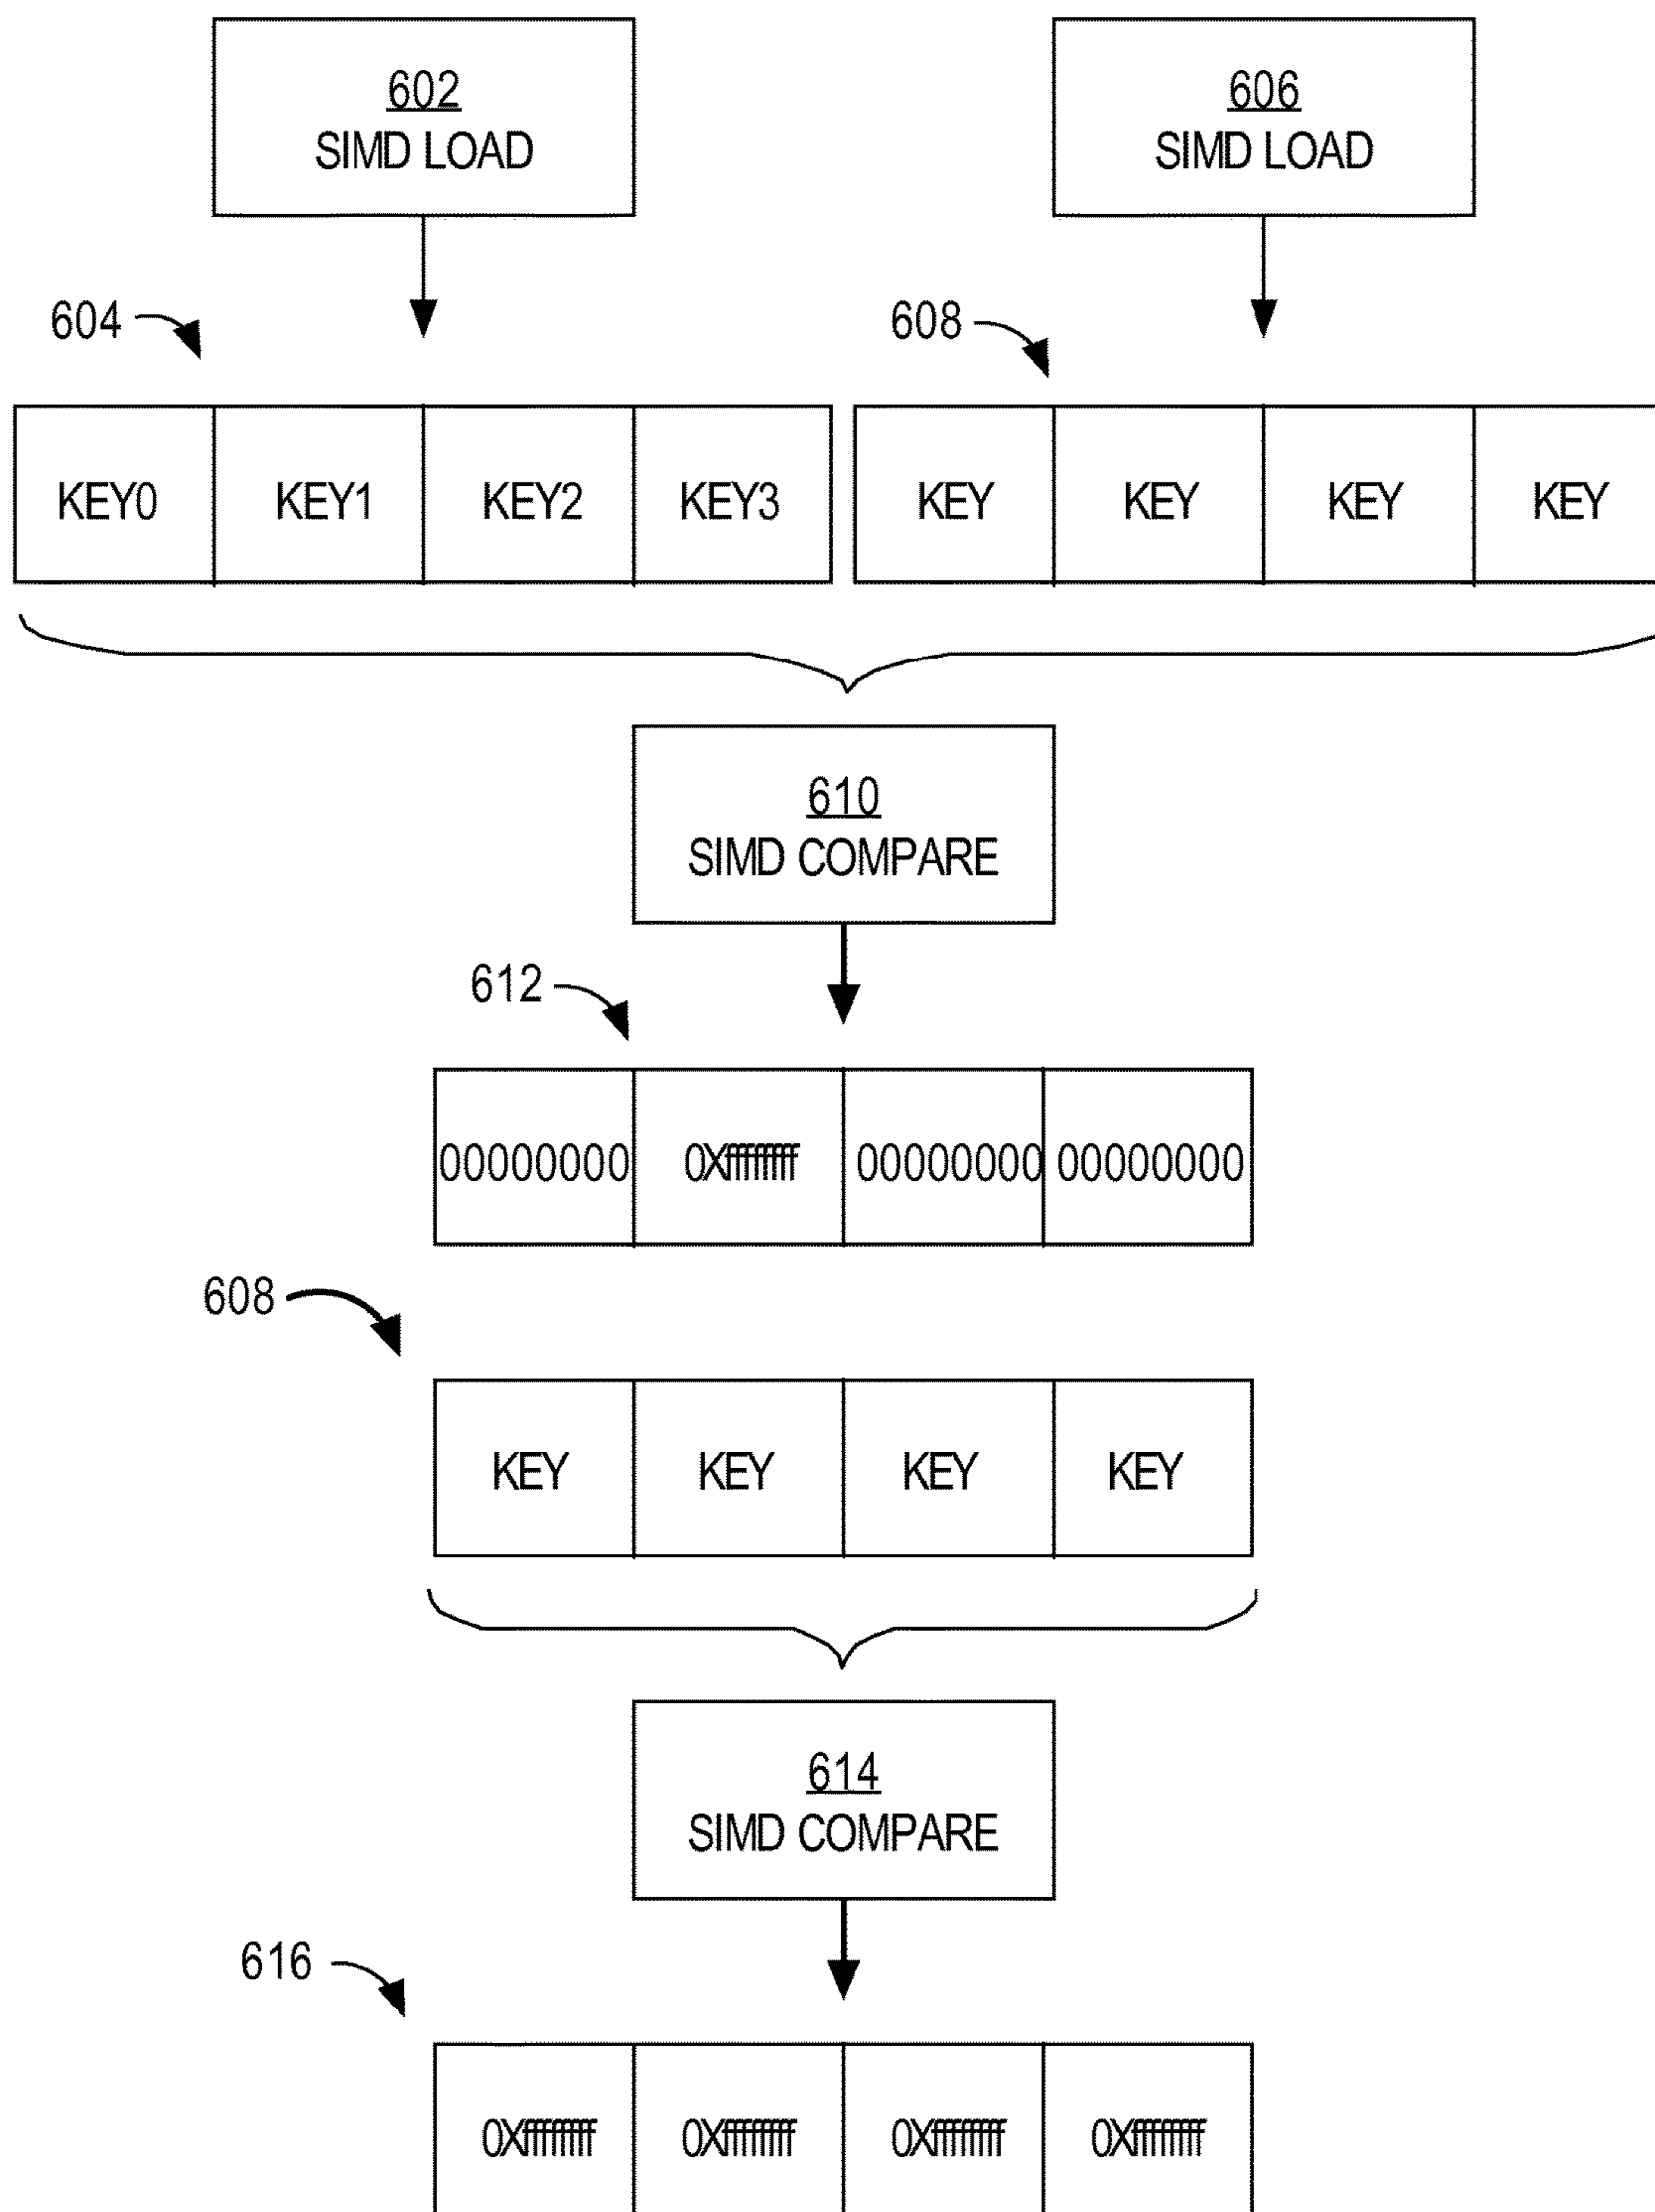 602
SIMD LOAD
606
SIMD LOAD
604
608
KEY0 KEY1 KEY2 KEY3 KEY KEY KEY KEY
610
SIMD COMPARE
612
00000000 0Xffffffff 00000000 00000000
608
KEY KEY KEY KEY
614
SIMD COMPARE
616
0Xffffffff 0Xffffffff 0Xffffffff 0Xffffffff